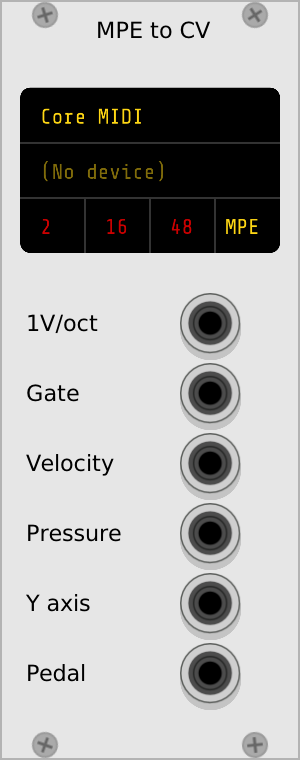 MPE to CV
Core MIDI
(No device)
2 16 48 MPE
1V/oct
Gate
Velocity
Pressure
Y axis
Pedal